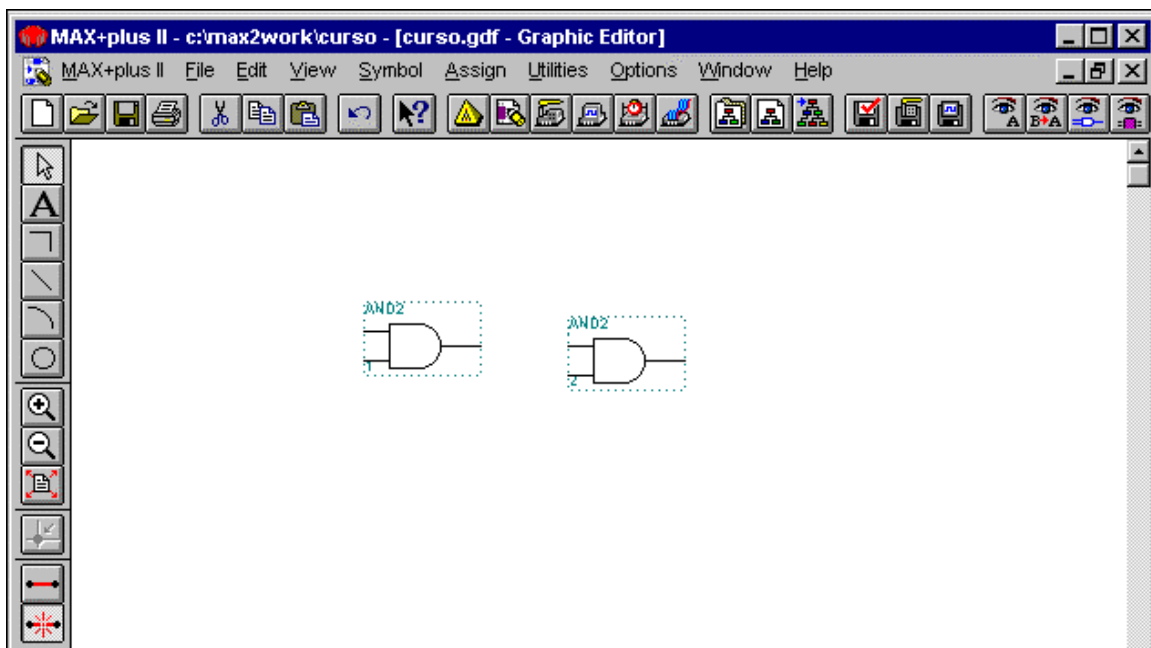 MAX+plus II - c:\max2work\curso - [curso.gdf - Graphic Editor]
MAX+plus II File Edit View Symbol Assign Utilities Options Window Help
A B+A
A
AND2
1
AND2
2